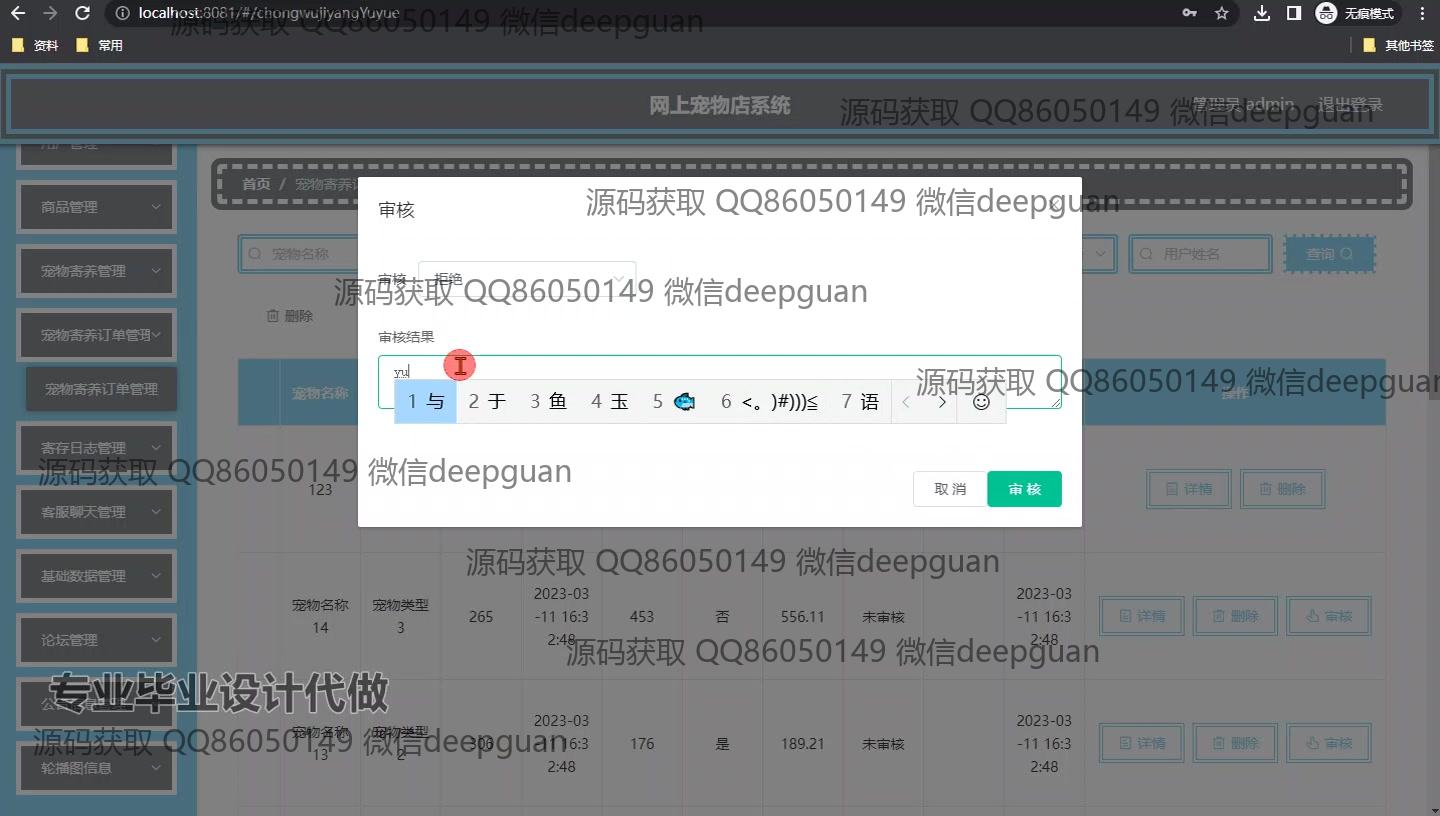 localhost:8081/#/chongwujiyangYuyue
无痕模式
资料
常用
其他书签
源码获取 QQ86050149 微信deepguan
网上宠物店系统
管理员 admin
退出登录
源码获取 QQ86050149 微信deepguan
用户管理
商品管理
宠物寄养管理
宠物寄养订单管理
宠物寄养订单管理
寄存日志管理
客服聊天管理
基础数据管理
论坛管理
轮播图信息
首页 /
宠物名称
用户姓名
查询
删除
审核
源码获取 QQ86050149 微信deepguan
审核
拒绝
源码获取 QQ86050149 微信deepguan
审核结果
yu
1 与 2 于 3 鱼 4 玉 5 🐟 6 <。)#)))≦ 7 语
源码获取 QQ86050149 微信deepguan
取消
审核
宠物名称
操作
源码获取 QQ86050149 微信deepguan
123
详情
删除
源码获取 QQ86050149 微信deepguan
宠物名称14
宠物类型3
265
2023-03-11 16:32:48
453
否
556.11
未审核
2023-03-11 16:32:48
详情
删除
审核
源码获取 QQ86050149 微信deepguan
专业毕业设计代做
宠物名称13
宠物类型2
2023-03-11 16:32:48
176
是
189.21
未审核
2023-03-11 16:32:48
详情
删除
审核
源码获取 QQ86050149 微信deepguan